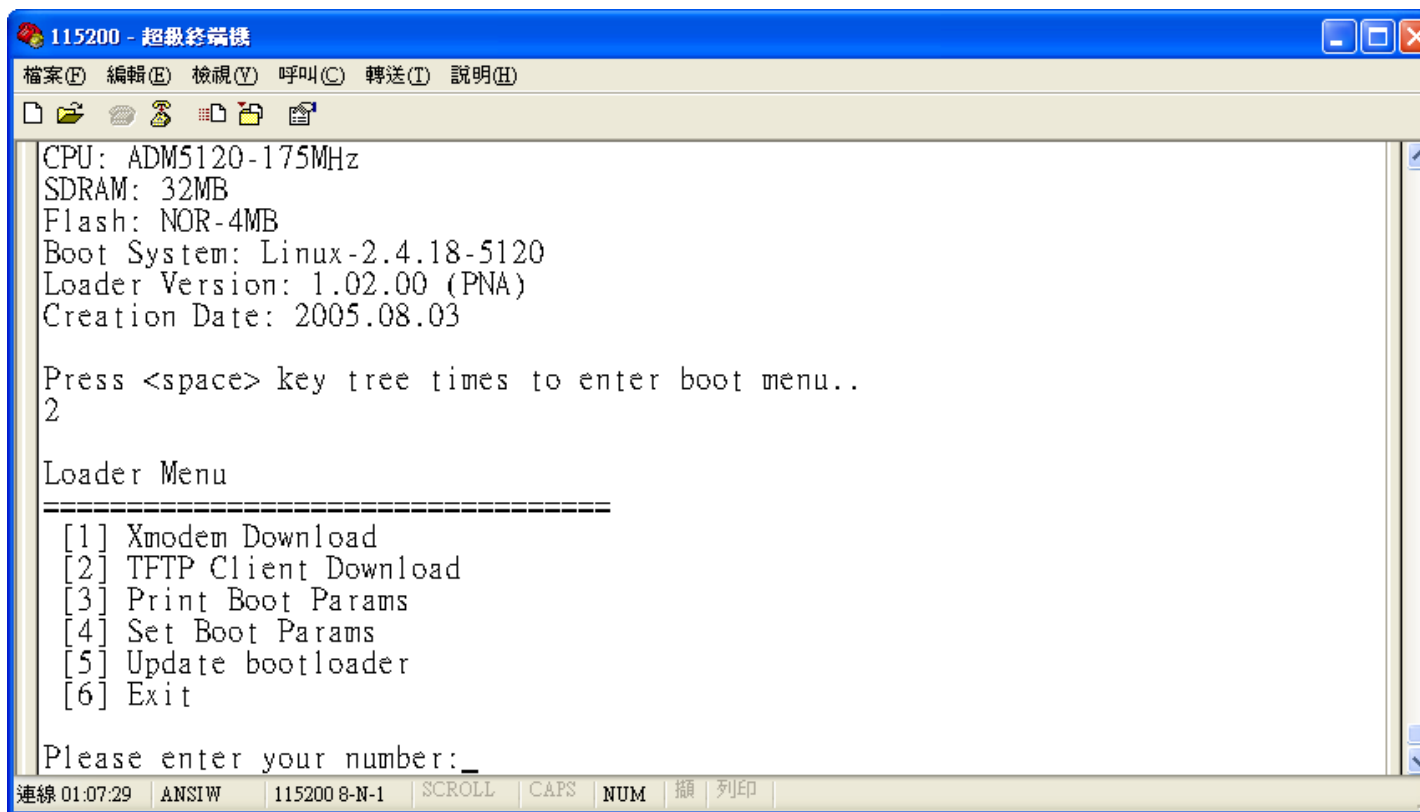 115200 - 超級終端機
檔案(F) 編輯(E) 檢視(V) 呼叫(C) 轉送(T) 說明(H)
CPU: ADM5120-175MHz
SDRAM: 32MB
Flash: NOR-4MB
Boot System: Linux-2.4.18-5120
Loader Version: 1.02.00 (PNA)
Creation Date: 2005.08.03
Press <space> key tree times to enter boot menu..
2
Loader Menu
==================================
[1] Xmodem Download
[2] TFTP Client Download
[3] Print Boot Params
[4] Set Boot Params
[5] Update bootloader
[6] Exit
Please enter your number:_
連線 01:07:29 ANSIW 115200 8-N-1 SCROLL CAPS NUM 擷 列印